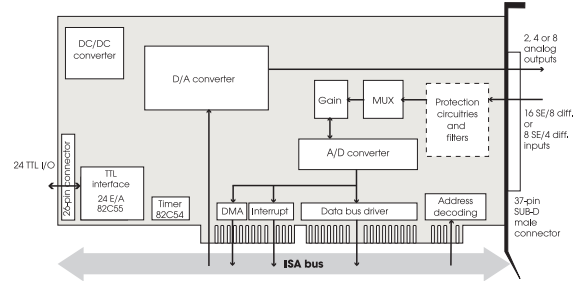 DC/DC
converter
D/A converter
2, 4 or 8
analog
outputs
Gain
MUX
Protection
circuitries
and
filters
16 SE/8 diff.
or
8 SE/4 diff.
inputs
A/D converter
24 TTL I/O
26-pin connector
TTL
interface
24 E/A
82C55
Timer
82C54
DMA
Interrupt
Data bus driver
Address
decoding
37-pin
SUB-D
male
connector
ISA bus